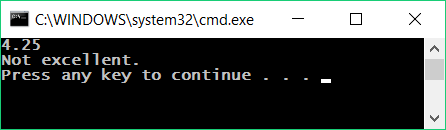 C:\WINDOWS\system32\cmd.exe
4.25
Not excellent.
Press any key to continue . . .